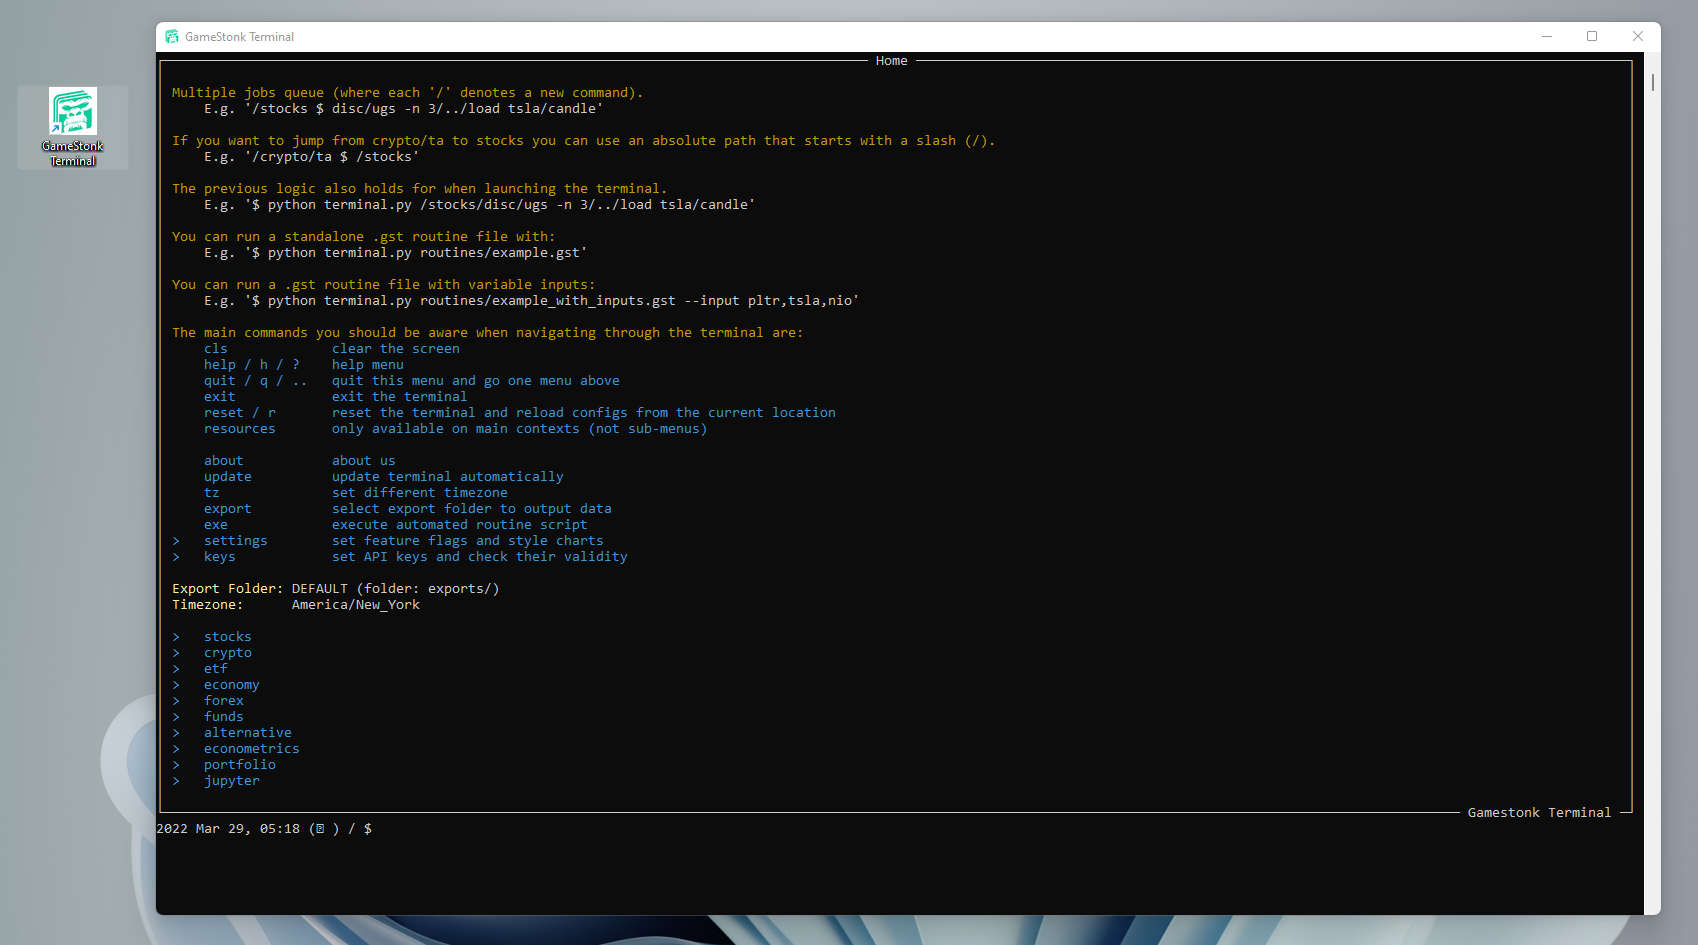 GameStonk Terminal
GameStonk
Terminal
Home
Multiple jobs queue (where each '/' denotes a new command).
E.g. '/stocks $ disc/ugs -n 3/../load tsla/candle'
If you want to jump from crypto/ta to stocks you can use an absolute path that starts with a slash (/).
E.g. '/crypto/ta $ /stocks'
The previous logic also holds for when launching the terminal.
E.g. '$ python terminal.py /stocks/disc/ugs -n 3/../load tsla/candle'
You can run a standalone .gst routine file with:
E.g. '$ python terminal.py routines/example.gst'
You can run a .gst routine file with variable inputs:
E.g. '$ python terminal.py routines/example_with_inputs.gst --input pltr,tsla,nio'
The main commands you should be aware when navigating through the terminal are:
cls clear the screen
help / h / ? help menu
quit / q / .. quit this menu and go one menu above
exit exit the terminal
reset / r reset the terminal and reload configs from the current location
resources only available on main contexts (not sub-menus)
about about us
update update terminal automatically
tz set different timezone
export select export folder to output data
exe execute automated routine script
> settings set feature flags and style charts
> keys set API keys and check their validity
Export Folder: DEFAULT (folder: exports/)
Timezone: America/New_York
> stocks
> crypto
> etf
> economy
> forex
> funds
> alternative
> econometrics
> portfolio
> jupyter
Gamestonk Terminal
2022 Mar 29, 05:18 (⍰ ) / $